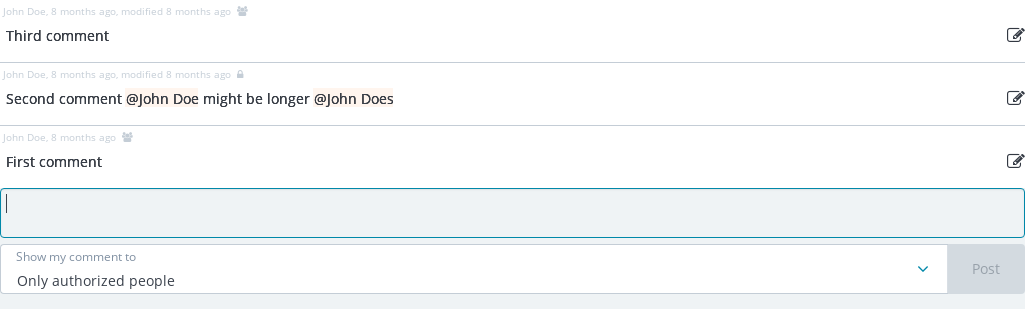 John Doe, 8 months ago, modified 8 months ago
Third comment
John Doe, 8 months ago, modified 8 months ago
Second comment @John Doe might be longer @John Does
John Doe, 8 months ago
First comment
Show my comment to
Only authorized people
Post